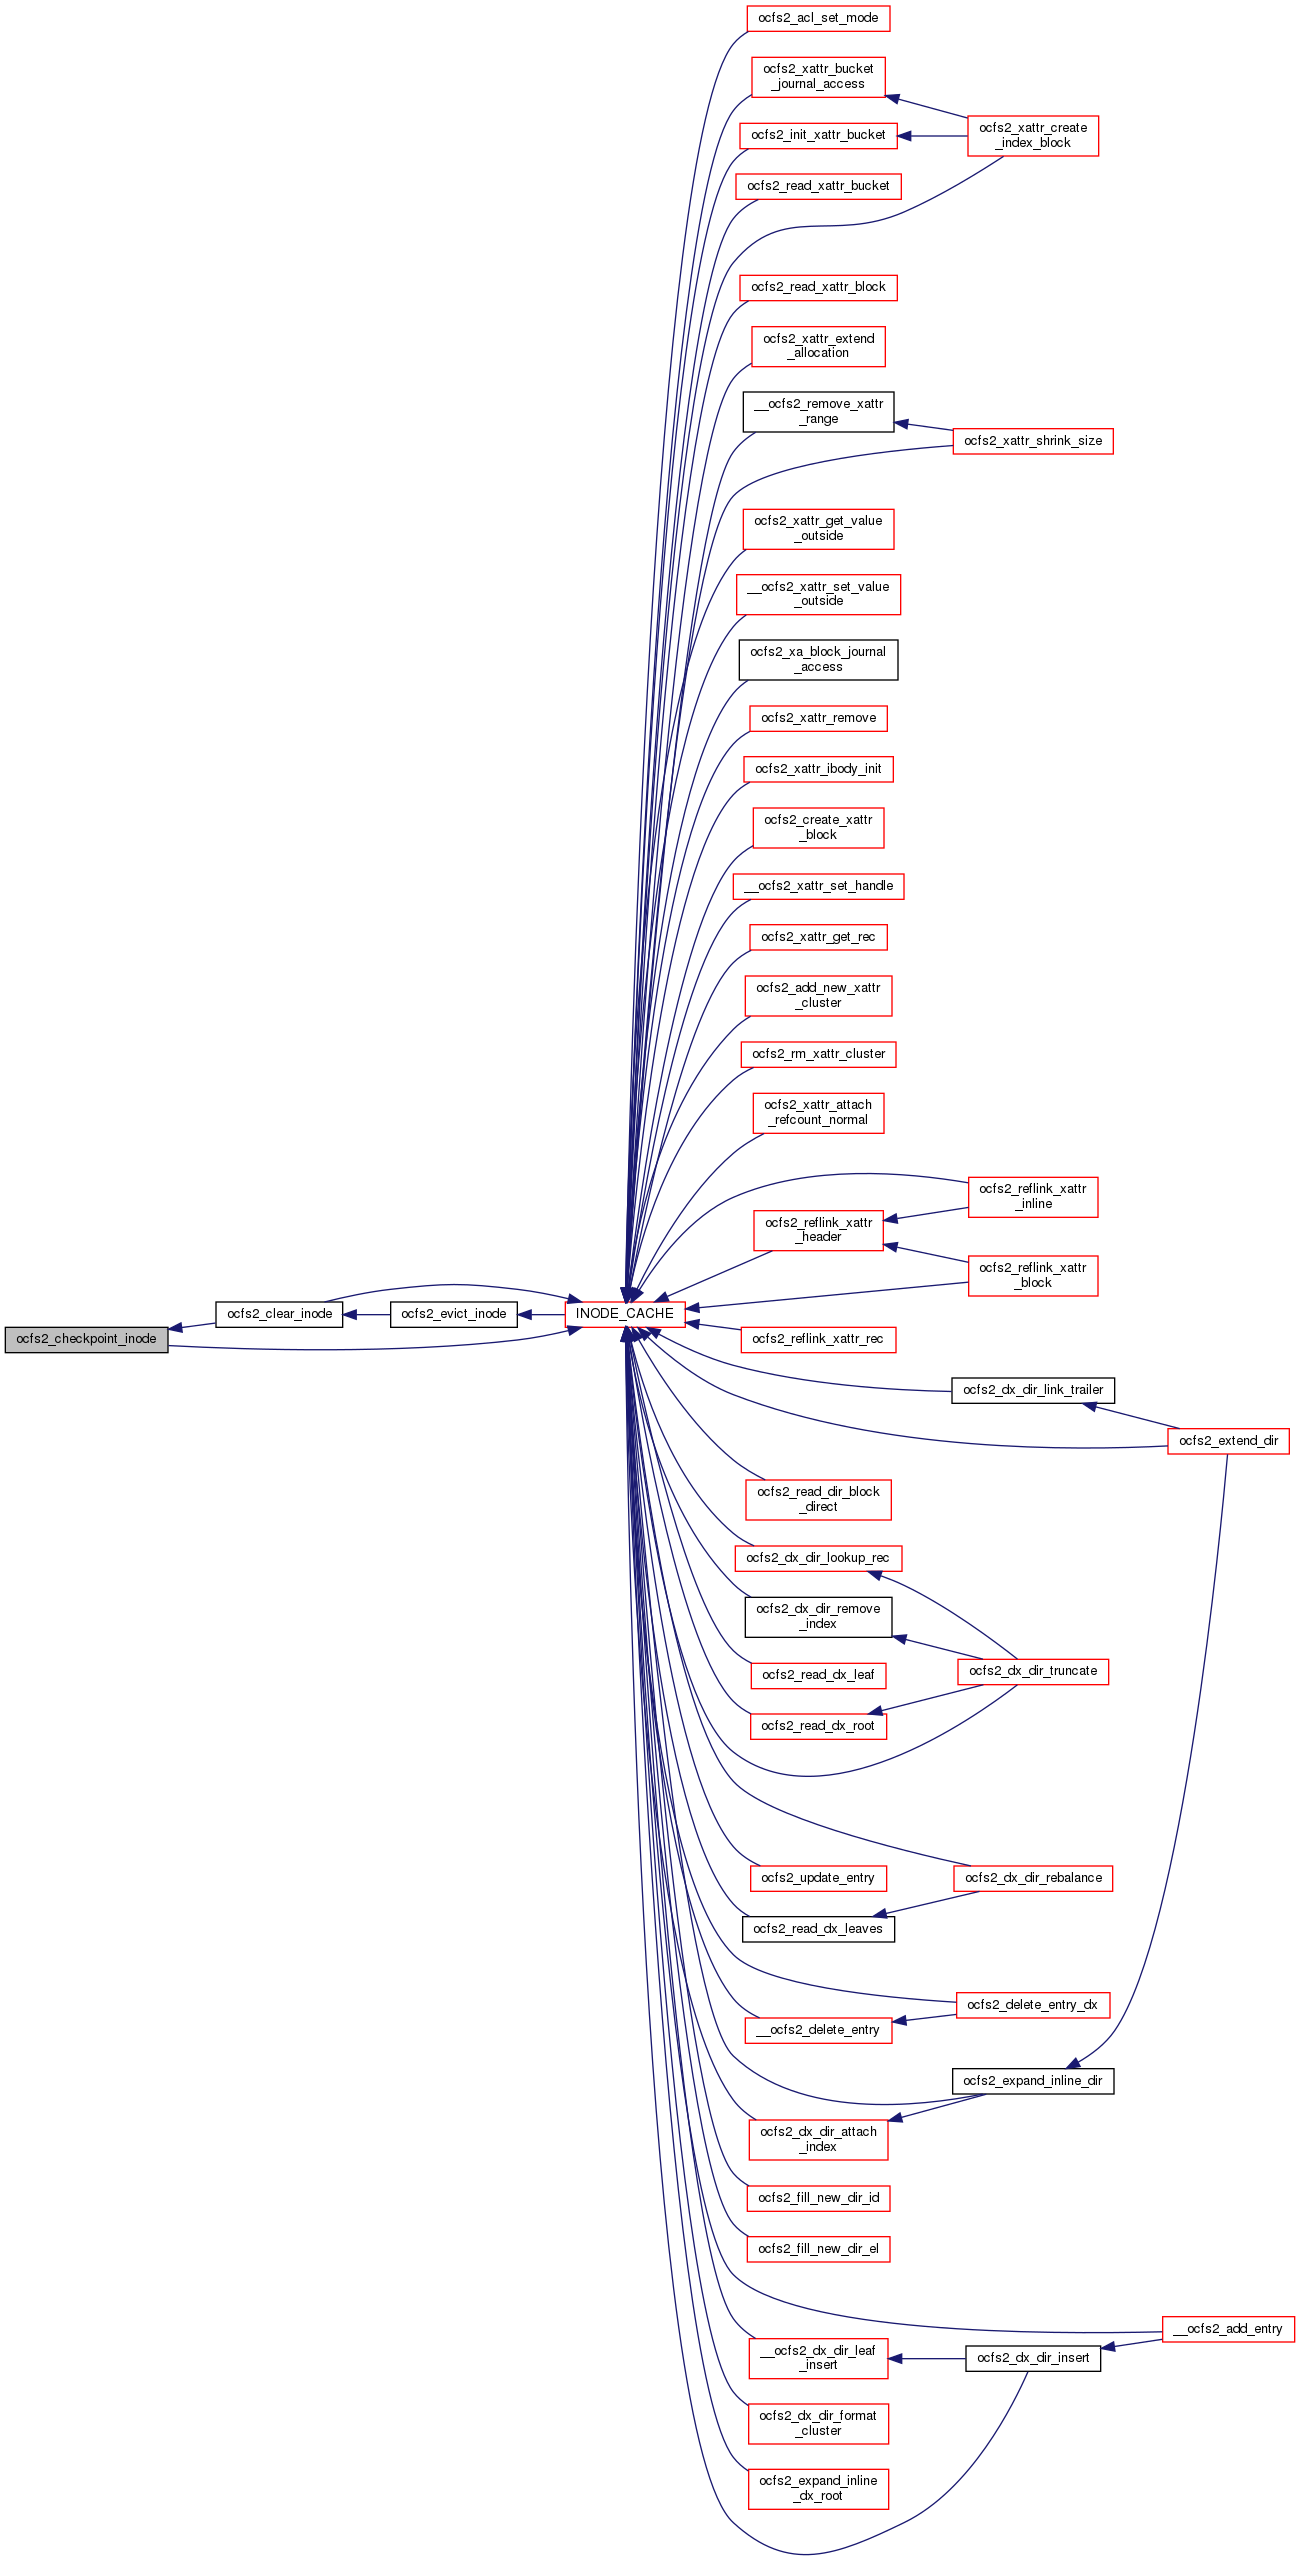 ocfs2_acl_set_mode
ocfs2_xattr_bucket
_journal_access
ocfs2_xattr_create
_index_block
ocfs2_init_xattr_bucket
ocfs2_read_xattr_bucket
ocfs2_read_xattr_block
ocfs2_xattr_extend
_allocation
__ocfs2_remove_xattr
_range
ocfs2_xattr_shrink_size
ocfs2_xattr_get_value
_outside
__ocfs2_xattr_set_value
_outside
ocfs2_xa_block_journal
_access
ocfs2_xattr_remove
ocfs2_xattr_ibody_init
ocfs2_create_xattr
_block
__ocfs2_xattr_set_handle
ocfs2_xattr_get_rec
ocfs2_add_new_xattr
_cluster
ocfs2_rm_xattr_cluster
ocfs2_xattr_attach
_refcount_normal
ocfs2_reflink_xattr
_inline
ocfs2_reflink_xattr
_header
ocfs2_reflink_xattr
_block
ocfs2_checkpoint_inode
ocfs2_clear_inode
ocfs2_evict_inode
INODE_CACHE
ocfs2_reflink_xattr_rec
ocfs2_dx_dir_link_trailer
ocfs2_extend_dir
ocfs2_read_dir_block
_direct
ocfs2_dx_dir_lookup_rec
ocfs2_dx_dir_remove
_index
ocfs2_read_dx_leaf
ocfs2_dx_dir_truncate
ocfs2_read_dx_root
ocfs2_update_entry
ocfs2_dx_dir_rebalance
ocfs2_read_dx_leaves
ocfs2_delete_entry_dx
__ocfs2_delete_entry
ocfs2_expand_inline_dir
ocfs2_dx_dir_attach
_index
ocfs2_fill_new_dir_id
ocfs2_fill_new_dir_el
__ocfs2_add_entry
__ocfs2_dx_dir_leaf
_insert
ocfs2_dx_dir_insert
ocfs2_dx_dir_format
_cluster
ocfs2_expand_inline
_dx_root